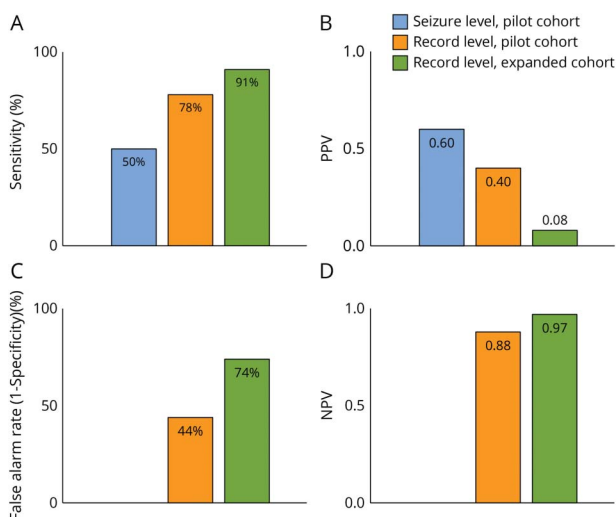 A
Sensitivity (%)
100
50
0
50%
78%
91%
B
Seizure level, pilot cohort
Record level, pilot cohort
Record level, expanded cohort
PPV
1.0
0.5
0.0
0.60
0.40
0.08
C
False alarm rate (1-Specificity)(%)
100
50
0
44%
74%
D
NPV
1.0
0.5
0.0
0.88
0.97